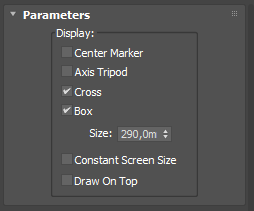 Parameters
Display:
Center Marker
Axis Tripod
Cross
Box
Size: 290,0m
Constant Screen Size
Draw On Top